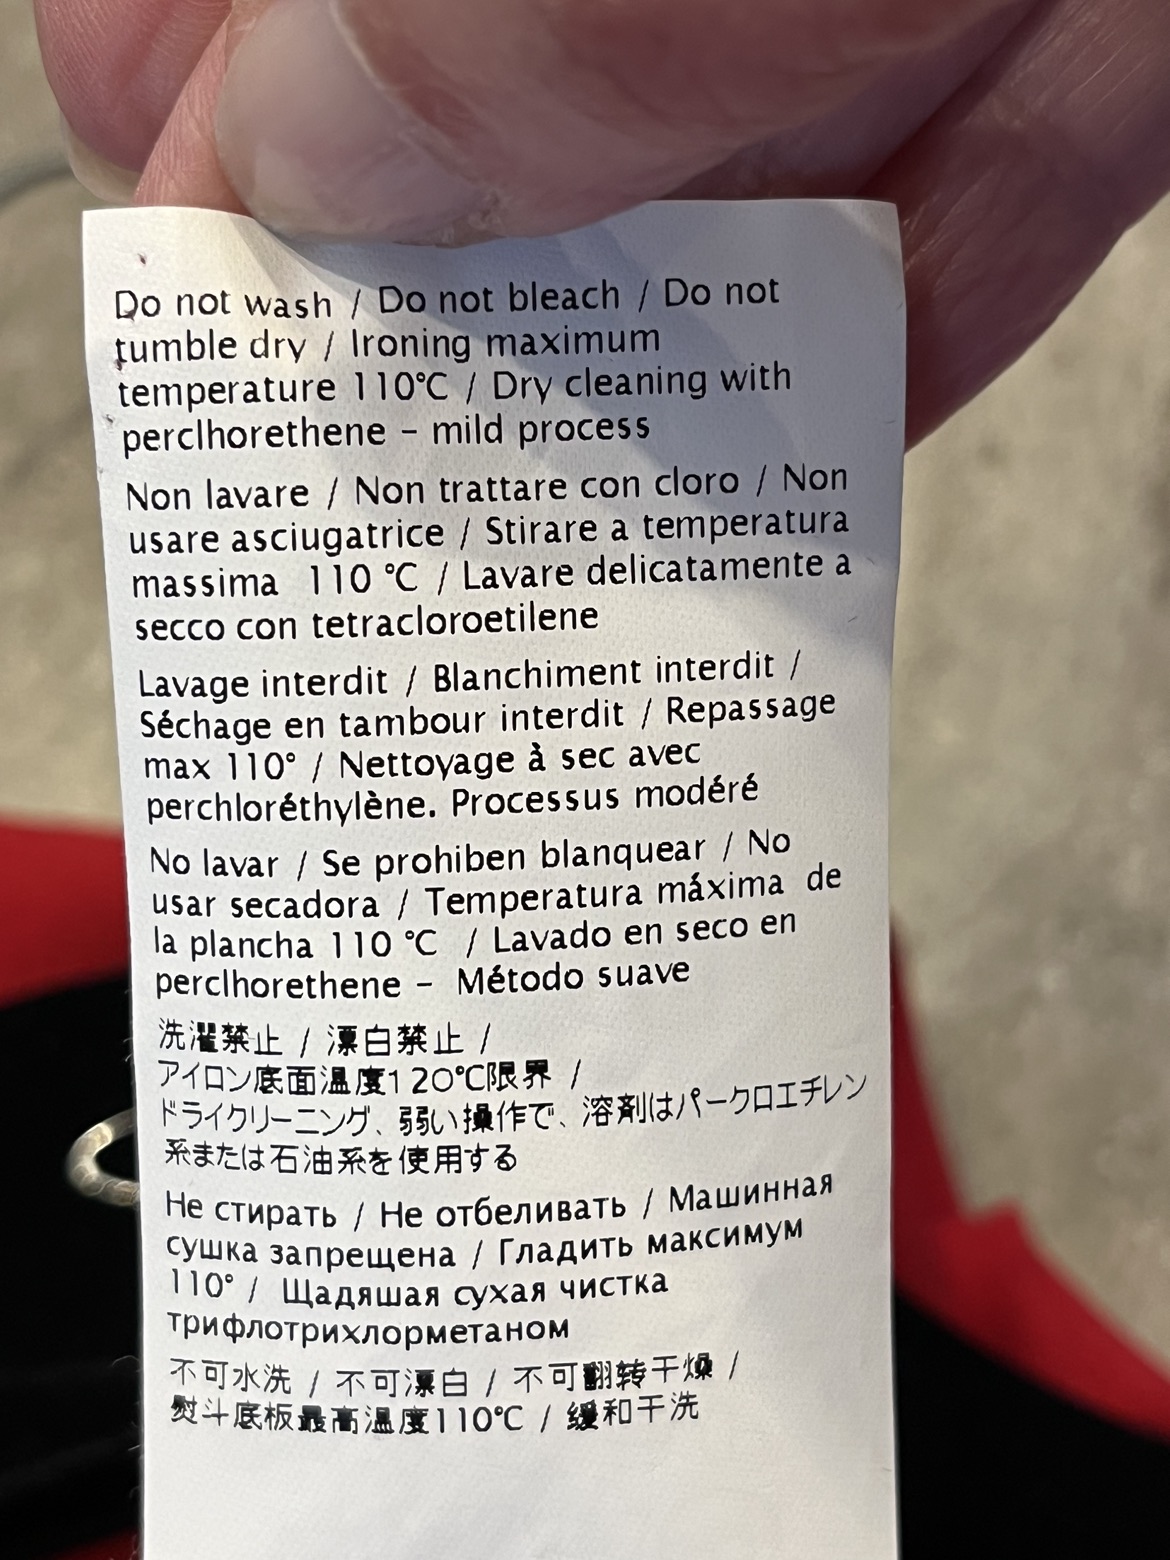 Do not wash / Do not bleach / Do not
tumble dry / Ironing maximum
temperature 110°C / Dry cleaning with
perclhorethene – mild process
Non lavare / Non trattare con cloro / Non
usare asciugatrice / Stirare a temperatura
massima 110 °C / Lavare delicatamente a
secco con tetracloroetilene
Lavage interdit / Blanchiment interdit /
Séchage en tambour interdit / Repassage
max 110° / Nettoyage à sec avec
perchloréthylène. Processus modéré
No lavar / Se prohiben blanquear / No
usar secadora / Temperatura máxima de
la plancha 110 °C / Lavado en seco en
perclhorethene – Método suave
洗濯禁止 / 漂白禁止 /
アイロン底面温度120°C限界 /
ドライクリーニング、弱い操作で、溶剤はパークロエチレン
系または石油系を使用する
Не стирать / Не отбеливать / Машинная
сушка запрещена / Гладить максимум
110° / Щадяшая сухая чистка
трифлотрихлорметаном
不可水洗 / 不可漂白 / 不可翻转干燥 /
熨斗底板最高温度110°C / 缓和干洗